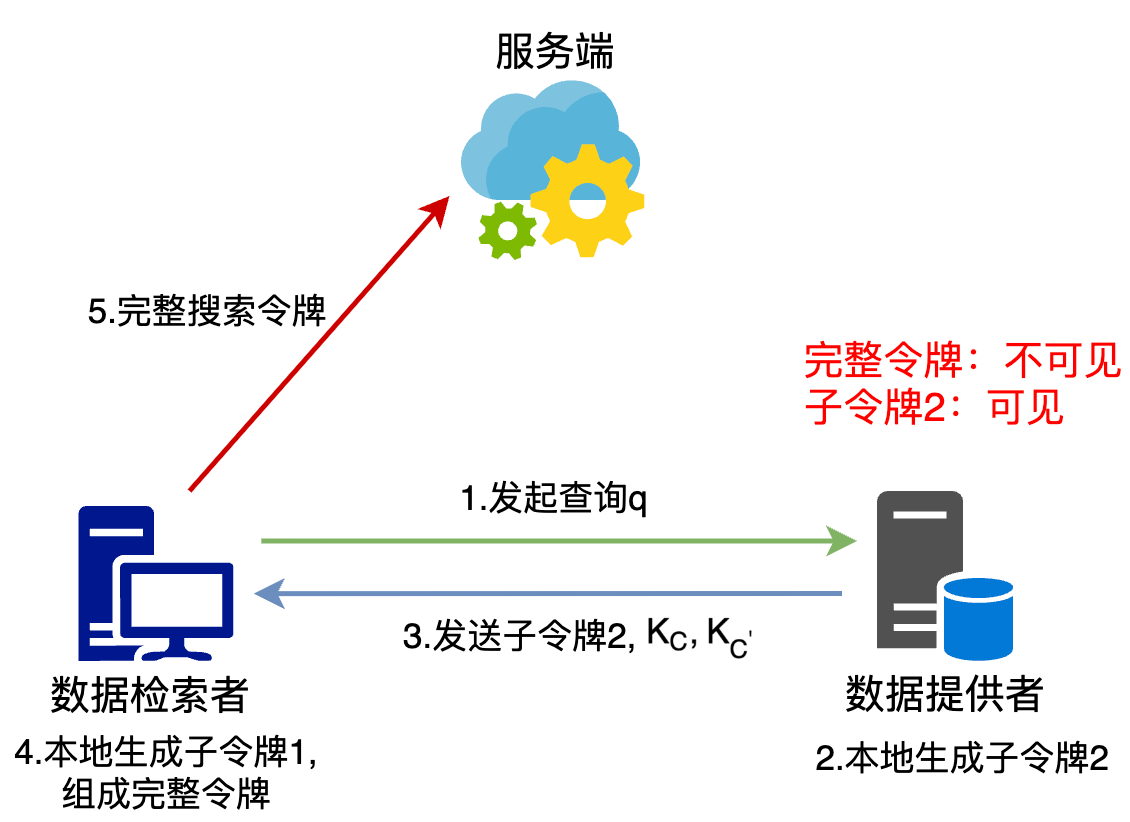 服务端
5.完整搜索令牌
完整令牌：不可见
子令牌2：可见
1.发起查询q
3.发送子令牌2, KC, KC'
数据检索者
数据提供者
4.本地生成子令牌1,
组成完整令牌
2.本地生成子令牌2